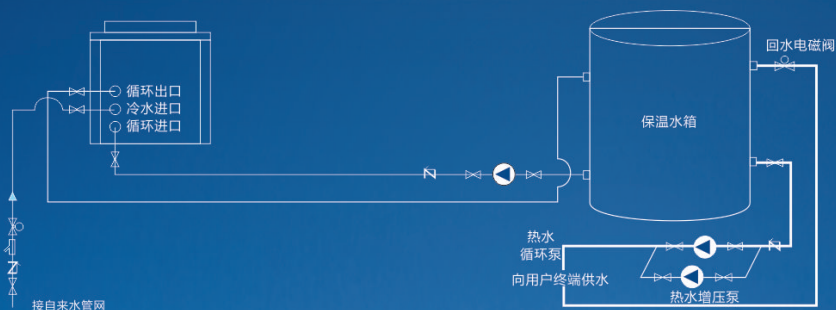 回水电磁阀
循环出口
冷水进口
循环进口
保温水箱
热水
循环泵
向用户终端供水
热水增压泵
接自来水管网